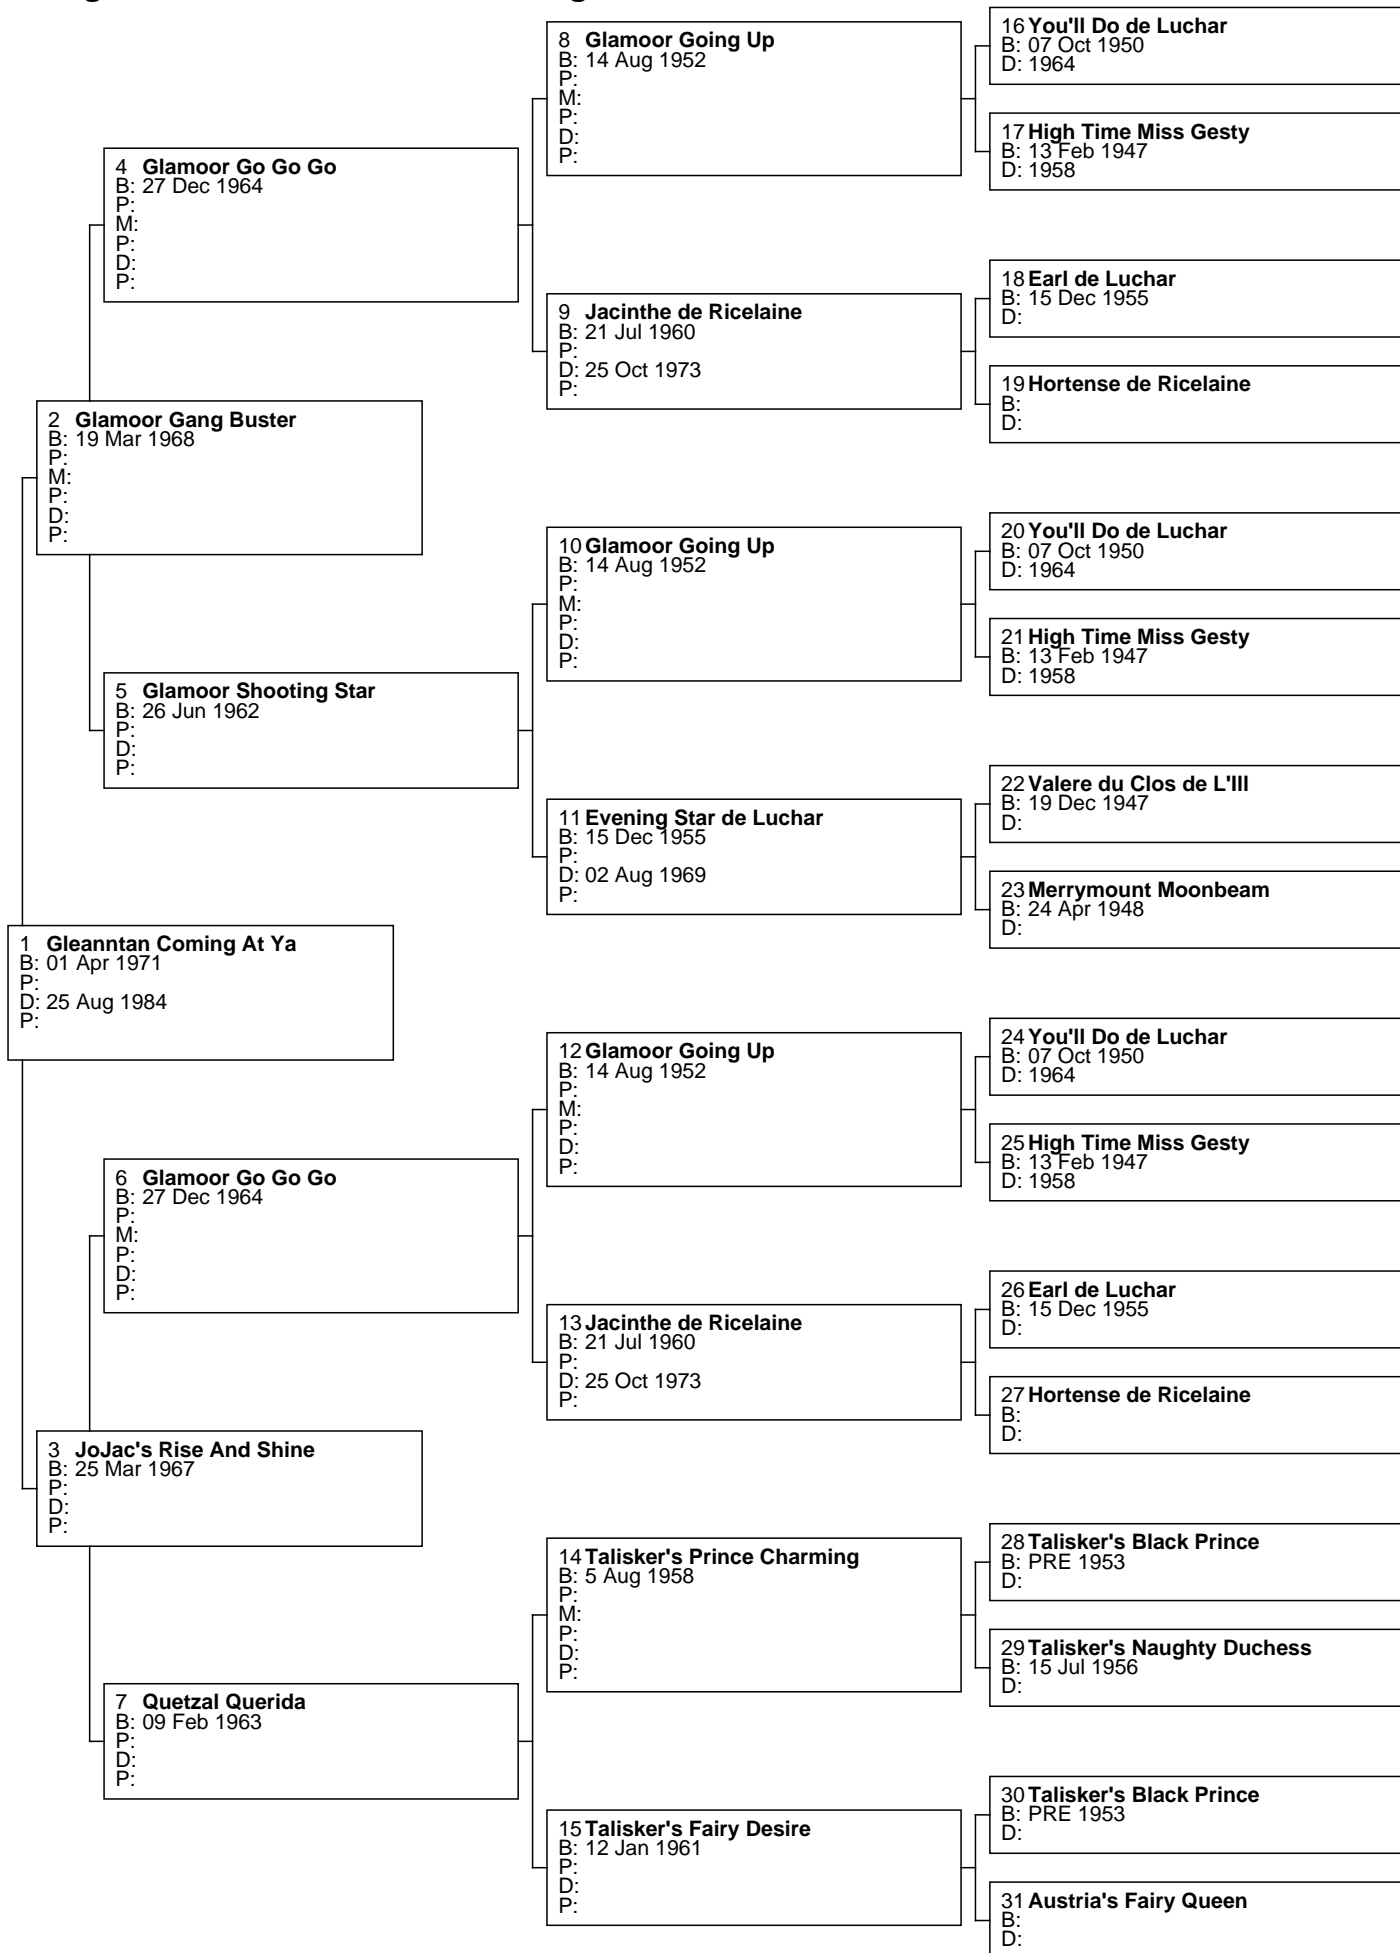 8 Glamoor Going Up
B: 14 Aug 1952
P:
M:
P:
D:
P:
16 You'll Do de Luchar
B: 07 Oct 1950
D: 1964
17 High Time Miss Gesty
B: 13 Feb 1947
D: 1958
4 Glamoor Go Go Go
B: 27 Dec 1964
P:
M:
P:
D:
P:
9 Jacinthe de Ricelaine
B: 21 Jul 1960
P:
D: 25 Oct 1973
P:
18 Earl de Luchar
B: 15 Dec 1955
D:
19 Hortense de Ricelaine
B:
D:
2 Glamoor Gang Buster
B: 19 Mar 1968
P:
M:
P:
D:
P:
10 Glamoor Going Up
B: 14 Aug 1952
P:
M:
P:
D:
P:
20 You'll Do de Luchar
B: 07 Oct 1950
D: 1964
21 High Time Miss Gesty
B: 13 Feb 1947
D: 1958
5 Glamoor Shooting Star
B: 26 Jun 1962
P:
D:
P:
11 Evening Star de Luchar
B: 15 Dec 1955
P:
D: 02 Aug 1969
P:
22 Valere du Clos de L'Ill
B: 19 Dec 1947
D:
23 Merrymount Moonbeam
B: 24 Apr 1948
D:
1 Gleanntan Coming At Ya
B: 01 Apr 1971
P:
D: 25 Aug 1984
P:
12 Glamoor Going Up
B: 14 Aug 1952
P:
M:
P:
D:
P:
24 You'll Do de Luchar
B: 07 Oct 1950
D: 1964
25 High Time Miss Gesty
B: 13 Feb 1947
D: 1958
6 Glamoor Go Go Go
B: 27 Dec 1964
P:
M:
P:
D:
P:
13 Jacinthe de Ricelaine
B: 21 Jul 1960
P:
D: 25 Oct 1973
P:
26 Earl de Luchar
B: 15 Dec 1955
D:
27 Hortense de Ricelaine
B:
D:
3 JoJac's Rise And Shine
B: 25 Mar 1967
P:
D:
P:
14 Talisker's Prince Charming
B: 5 Aug 1958
P:
M:
P:
D:
P:
28 Talisker's Black Prince
B: PRE 1953
D:
29 Talisker's Naughty Duchess
B: 15 Jul 1956
D:
7 Quetzal Querida
B: 09 Feb 1963
P:
D:
P:
15 Talisker's Fairy Desire
B: 12 Jan 1961
P:
D:
P:
30 Talisker's Black Prince
B: PRE 1953
D:
31 Austria's Fairy Queen
B:
D: